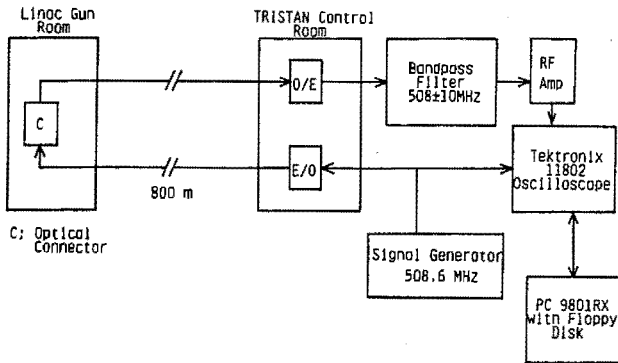 Linac Gun
Room
TRISTAN Control
Room
C
O/E
Bandpass
Filter
508±10MHz
RF
Amp
E/O
800 m
Tektronix
11802
Oscilloscope
C; Optical
Connector
Signal Generator
508.6 MHz
PC 9801RX
with Floppy
Disk